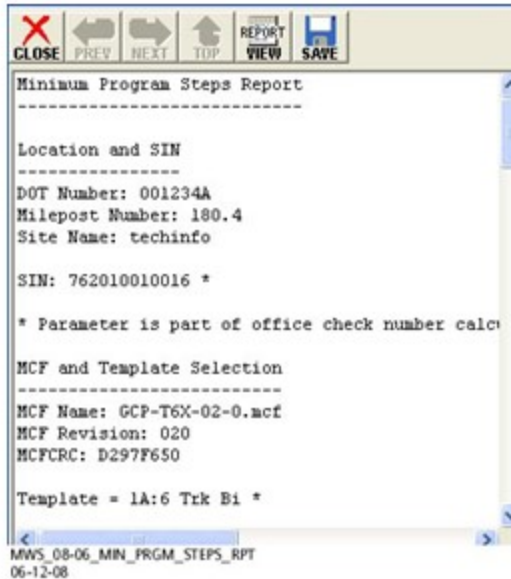 CLOSE PREV NEXT TOP REPORT VIEW SAVE
Minimum Program Steps Report
----------------------------
Location and SIN
----------------
DOT Number: 001234A
Milepost Number: 180.4
Site Name: techinfo
SIN: 762010010016 *
* Parameter is part of office check number calcu
MCF and Template Selection
--------------------------
MCF Name: GCP-T6X-02-0.mcf
MCF Revision: 020
MCFCRC: D297F650
Template = 1A:6 Trk Bi *
MWS_08-06_MIN_PRGM_STEPS_RPT
06-12-08